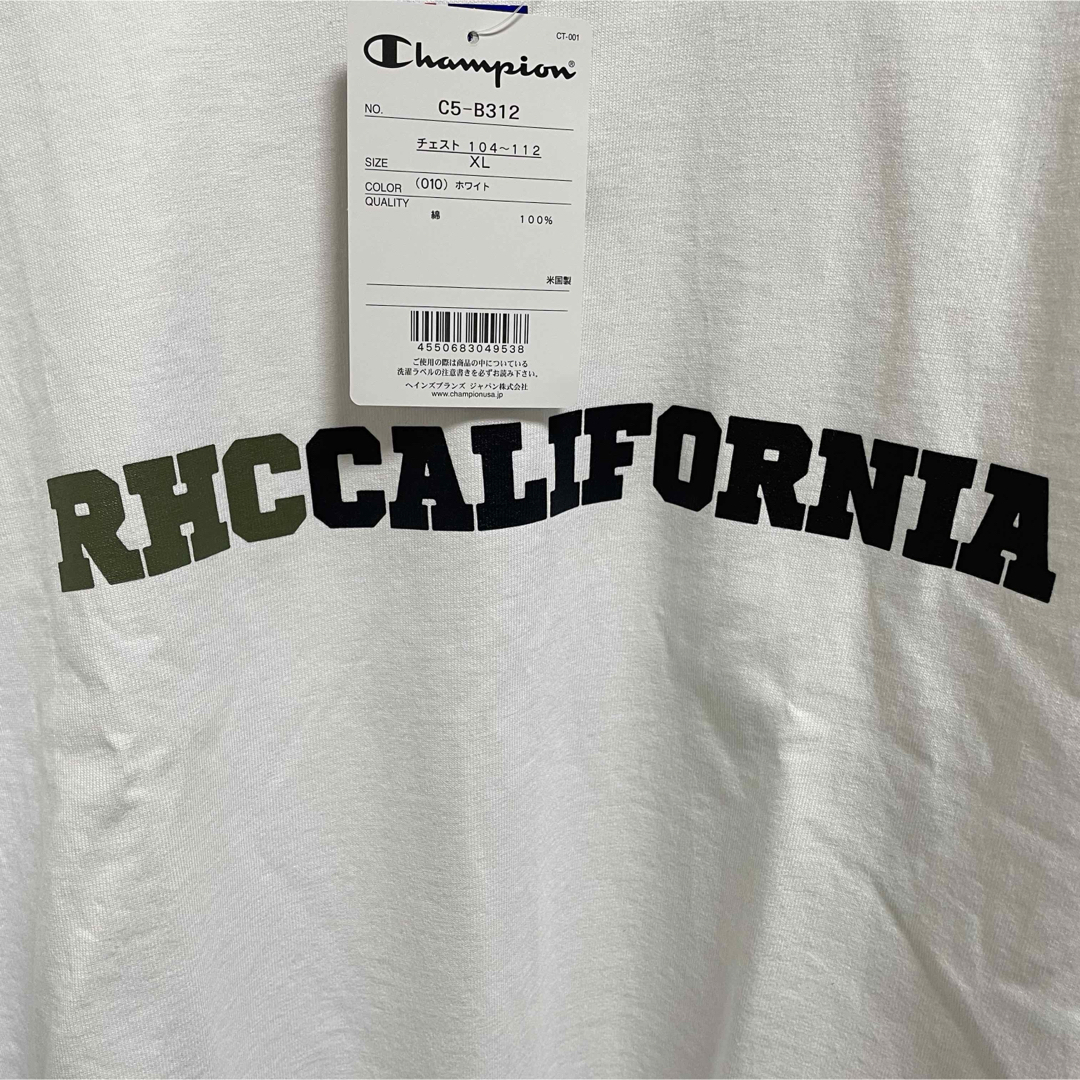 CT-001
Champion®
NO. C5-B312
チェスト 104〜112
SIZE XL
COLOR (010) ホワイト
QUALITY
綿 100%
米国製
4550683049538
ご使用の際は商品の中についている
洗濯ラベルの注意書きを必ずお読み下さい。
ヘインズブランズ ジャパン株式会社
www.championusa.jp
RHCCALIFORNIA